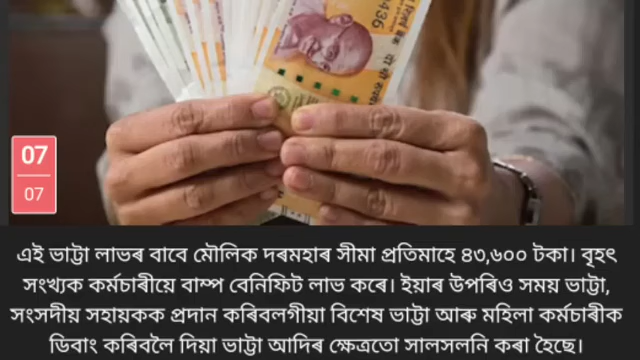 436
07
07
এই ভাট্টা লাভৰ বাবে মৌলিক দৰমহাৰ সীমা প্ৰতিমাহে ৪৩,৬০০ টকা। বৃহৎ
সংখ্যক কৰ্মচাৰীয়ে বাম্প বেনিফিট লাভ কৰে। ইয়াৰ উপৰিও সময় ভাট্টা,
সংসদীয় সহায়কক প্ৰদান কৰিবলগীয়া বিশেষ ভাট্টা আৰু মহিলা কৰ্মচাৰীক
ডিবাং কৰিবলৈ দিয়া ভাট্টা আদিৰ ক্ষেত্ৰতো সালসলনি কৰা হৈছে।